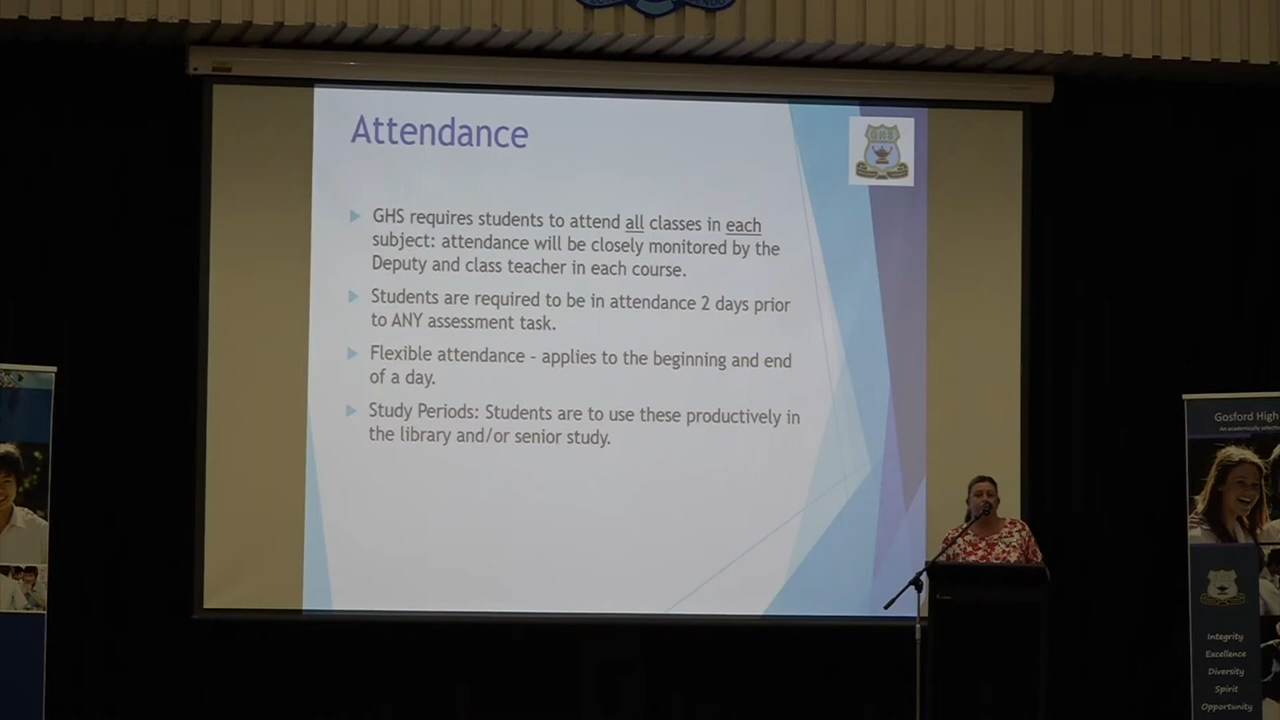 Attendance
GHS
GHS requires students to attend all classes in each
subject: attendance will be closely monitored by the
Deputy and class teacher in each course.
Students are required to be in attendance 2 days prior
to ANY assessment task.
Flexible attendance - applies to the beginning and end
of a day.
Study Periods: Students are to use these productively in
the library and/or senior study.
Gosford High
An academically
Integrity
Excellence
Diversity
Spirit
Opportunity